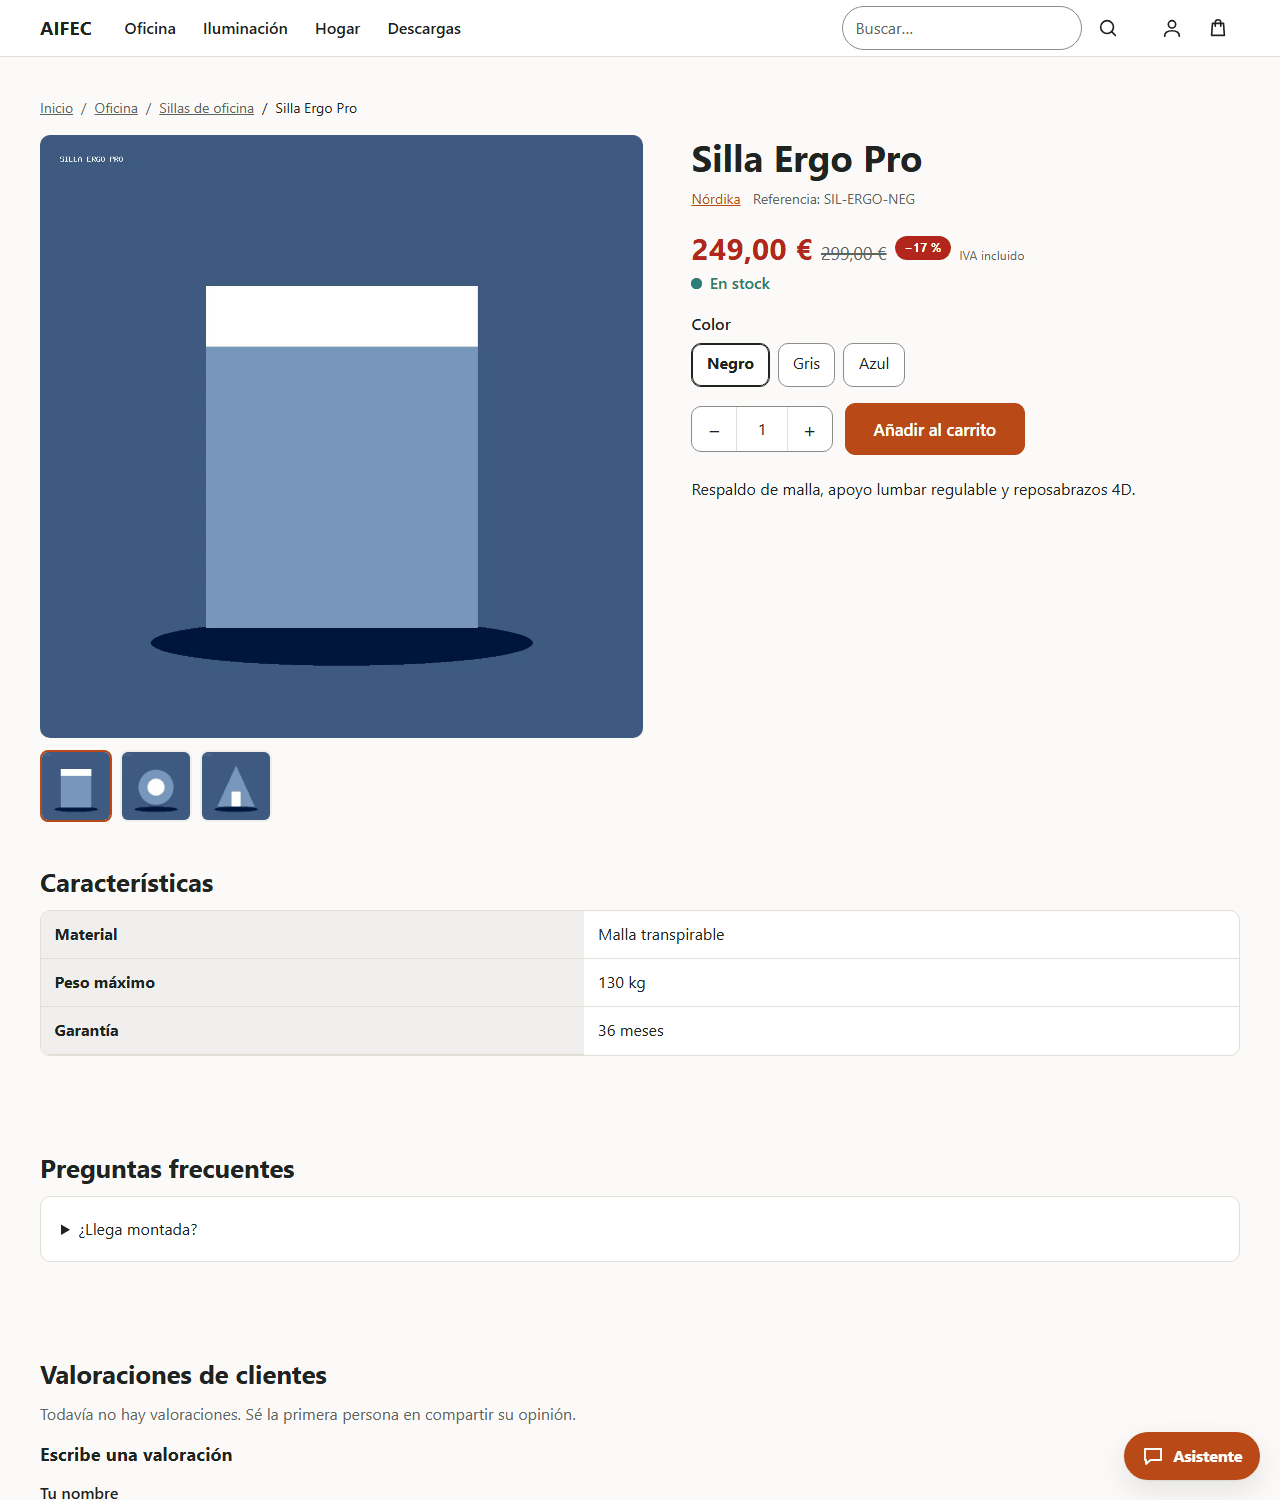 AIFEC Oficina Iluminación Hogar Descargas Buscar...
Inicio / Oficina / Sillas de oficina / Silla Ergo Pro
SILLA ERGO PRO
Silla Ergo Pro
Nórdika Referencia: SIL-ERGO-NEG
249,00 € 299,00 € −17 % IVA incluido
En stock
Color
Negro Gris Azul
− 1 + Añadir al carrito
Respaldo de malla, apoyo lumbar regulable y reposabrazos 4D.
Características
Material Malla transpirable
Peso máximo 130 kg
Garantía 36 meses
Preguntas frecuentes
¿Llega montada?
Valoraciones de clientes
Todavía no hay valoraciones. Sé la primera persona en compartir su opinión.
Escribe una valoración
Asistente
Tu nombre